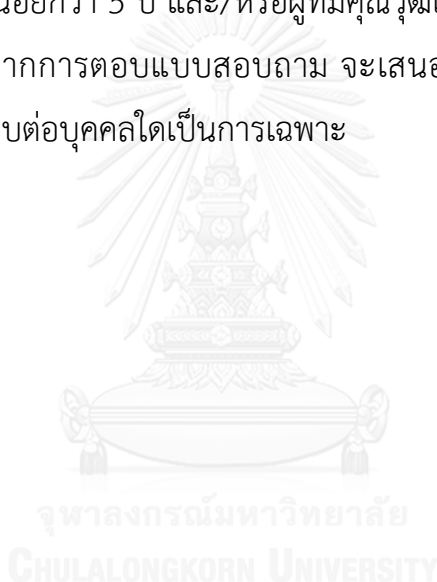 น้อยกว่า 5 ปี และ/หรือผู้ที่มีคุณวุฒิ
ากการตอบแบบสอบถาม จะเสนอ
บต่อบุคคลใดเป็นการเฉพาะ
จุฬาลงกรณ์มหาวิทยาลัย
CHULALONGKORN UNIVERSITY